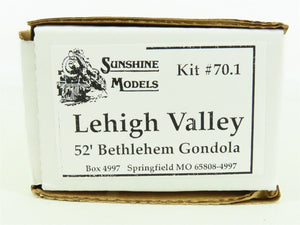 Sunshine
Models
Kit #70.1
Lehigh Valley
52' Bethlehem Gondola
Box 4997 Springfield MO 65808-4997